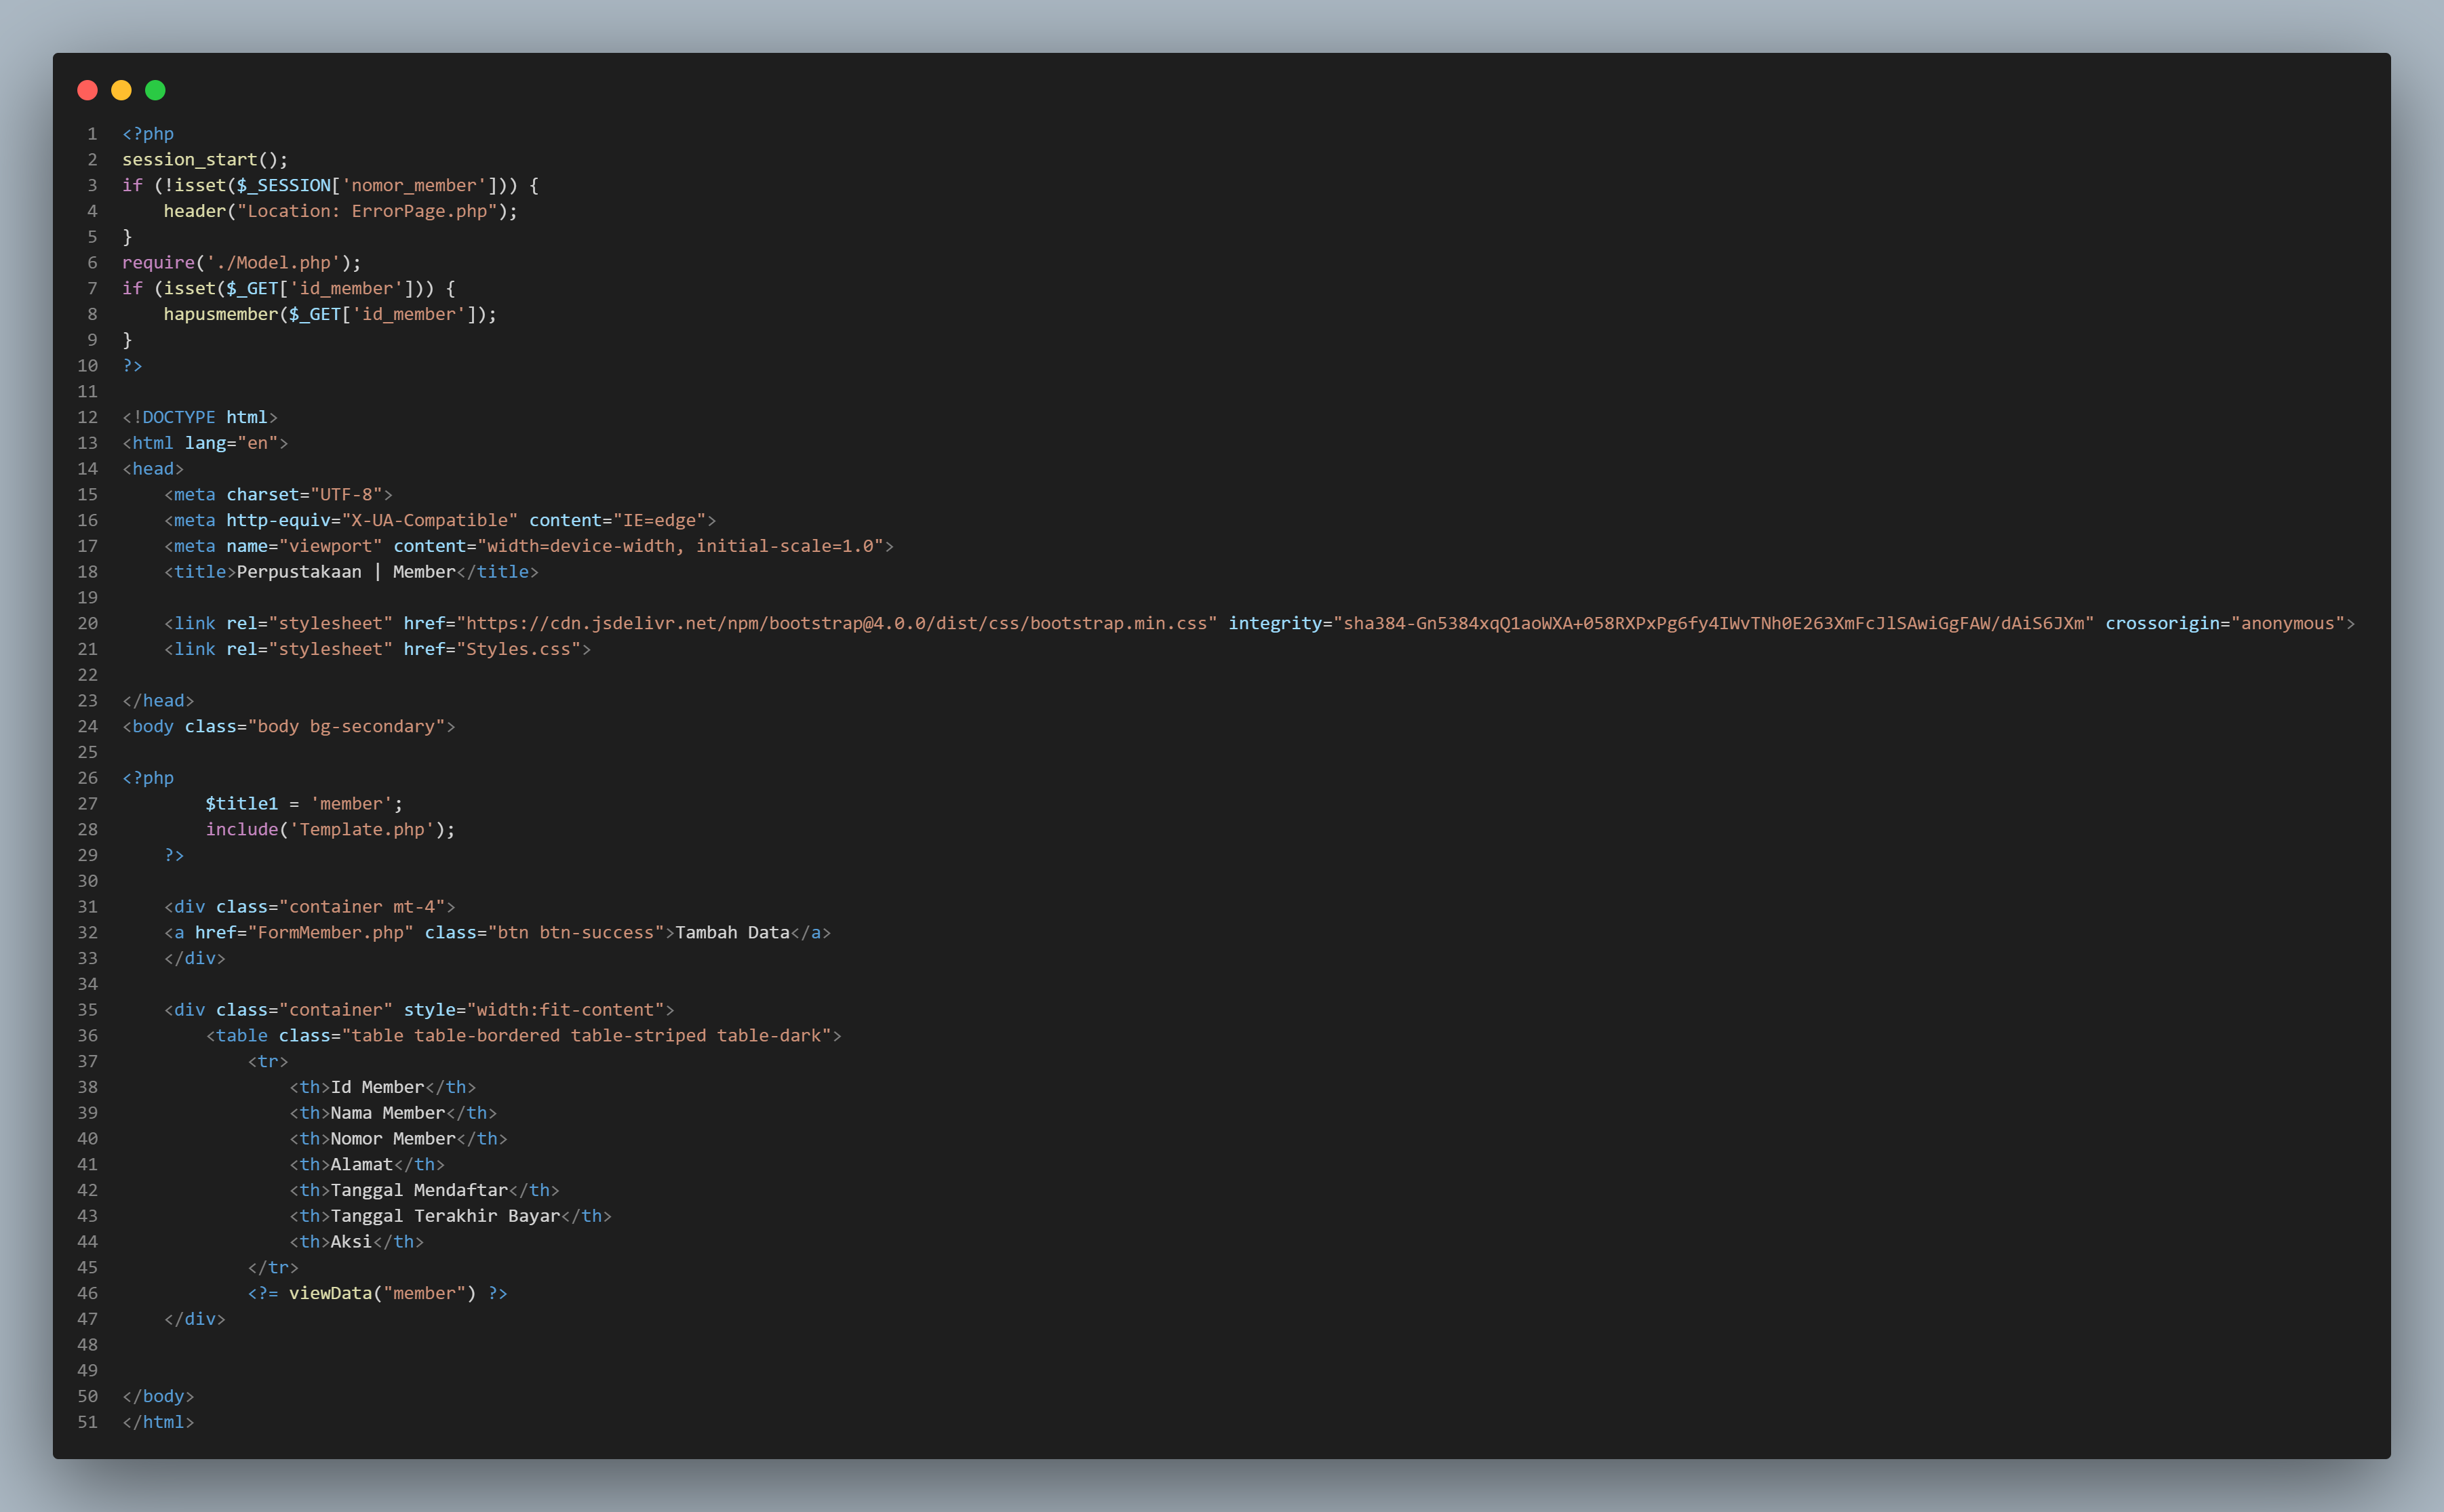 1 <?php
2 session_start();
3 if (!isset($_SESSION['nomor_member'])) {
4     header("Location: ErrorPage.php");
5 }
6 require('./Model.php');
7 if (isset($_GET['id_member'])) {
8     hapusmember($_GET['id_member']);
9 }
10 ?>
11
12 <!DOCTYPE html>
13 <html lang="en">
14 <head>
15     <meta charset="UTF-8">
16     <meta http-equiv="X-UA-Compatible" content="IE=edge">
17     <meta name="viewport" content="width=device-width, initial-scale=1.0">
18     <title>Perpustakaan | Member</title>
19
20     <link rel="stylesheet" href="https://cdn.jsdelivr.net/npm/bootstrap@4.0.0/dist/css/bootstrap.min.css" integrity="sha384-Gn5384xqQ1aoWXA+058RXPxPg6fy4IWvTNh0E263XmFcJlSAwiGgFAW/dAiS6JXm" crossorigin="anonymous">
21     <link rel="stylesheet" href="Styles.css">
22
23 </head>
24 <body class="body bg-secondary">
25
26 <?php
27         $title1 = 'member';
28         include('Template.php');
29     ?>
30
31     <div class="container mt-4">
32     <a href="FormMember.php" class="btn btn-success">Tambah Data</a>
33     </div>
34
35     <div class="container" style="width:fit-content">
36         <table class="table table-bordered table-striped table-dark">
37             <tr>
38                 <th>Id Member</th>
39                 <th>Nama Member</th>
40                 <th>Nomor Member</th>
41                 <th>Alamat</th>
42                 <th>Tanggal Mendaftar</th>
43                 <th>Tanggal Terakhir Bayar</th>
44                 <th>Aksi</th>
45             </tr>
46             <?= viewData("member") ?>
47     </div>
48
49
50 </body>
51 </html>